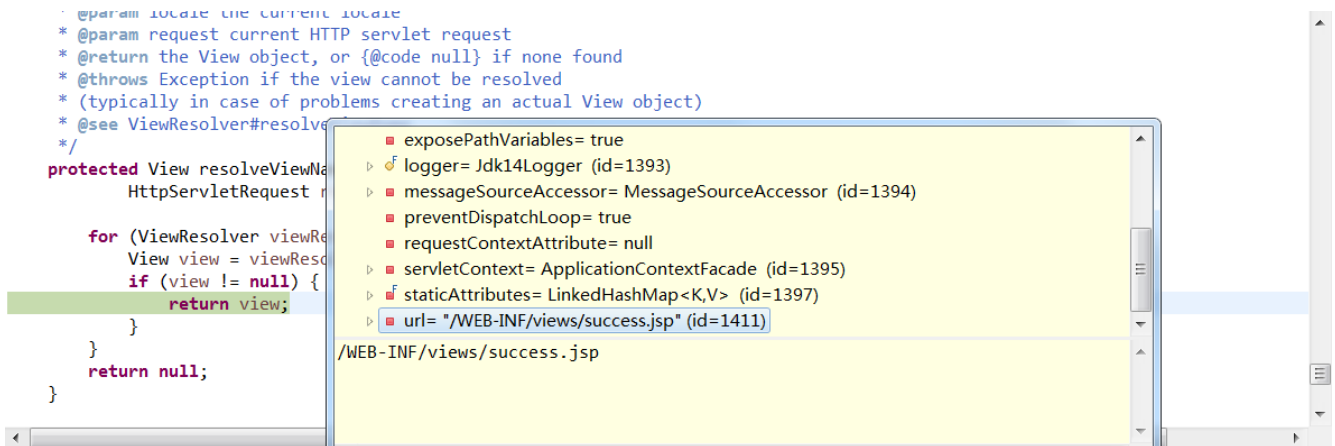 * @param locale the current locale
* @param request current HTTP servlet request
* @return the View object, or {@code null} if none found
* @throws Exception if the view cannot be resolved
* (typically in case of problems creating an actual View object)
* @see ViewResolver#resolve
*/
protected View resolveViewNa
HttpServletRequest
for (ViewResolver viewRe
View view = viewReso
if (view != null) {
return view;
}
}
return null;
}
exposePathVariables= true
logger= Jdk14Logger (id=1393)
messageSourceAccessor= MessageSourceAccessor (id=1394)
preventDispatchLoop= true
requestContextAttribute= null
servletContext= ApplicationContextFacade (id=1395)
staticAttributes= LinkedHashMap<K,V> (id=1397)
url= "/WEB-INF/views/success.jsp" (id=1411)
/WEB-INF/views/success.jsp